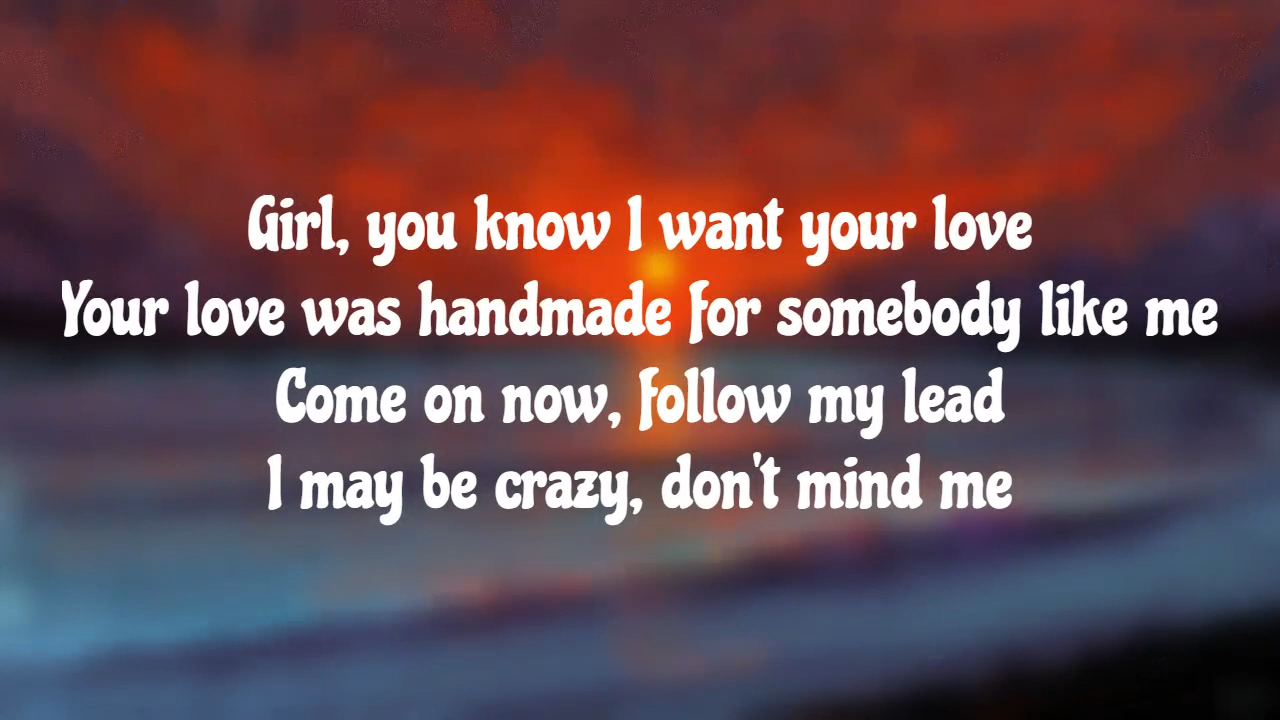 Girl, you know I want your love
Your love was handmade for somebody like me
Come on now, follow my lead
I may be crazy, don't mind me